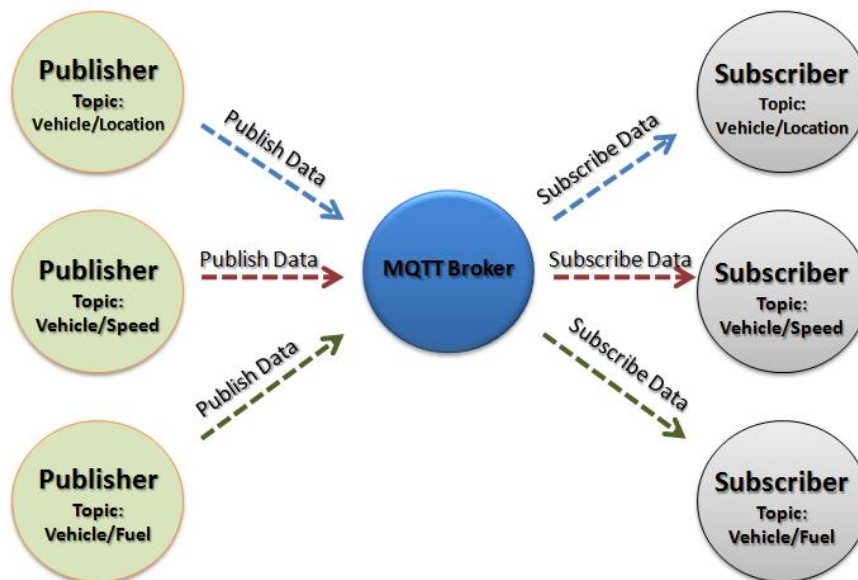 Publisher
Topic:
Vehicle/Location
Publish Data
Subscribe Data
Subscriber
Topic:
Vehicle/Location
Publisher
Topic:
Vehicle/Speed
Publish Data
MQTT Broker
Subscribe Data
Subscriber
Topic:
Vehicle/Speed
Publisher
Topic:
Vehicle/Fuel
Publish Data
Subscribe Data
Subscriber
Topic:
Vehicle/Fuel